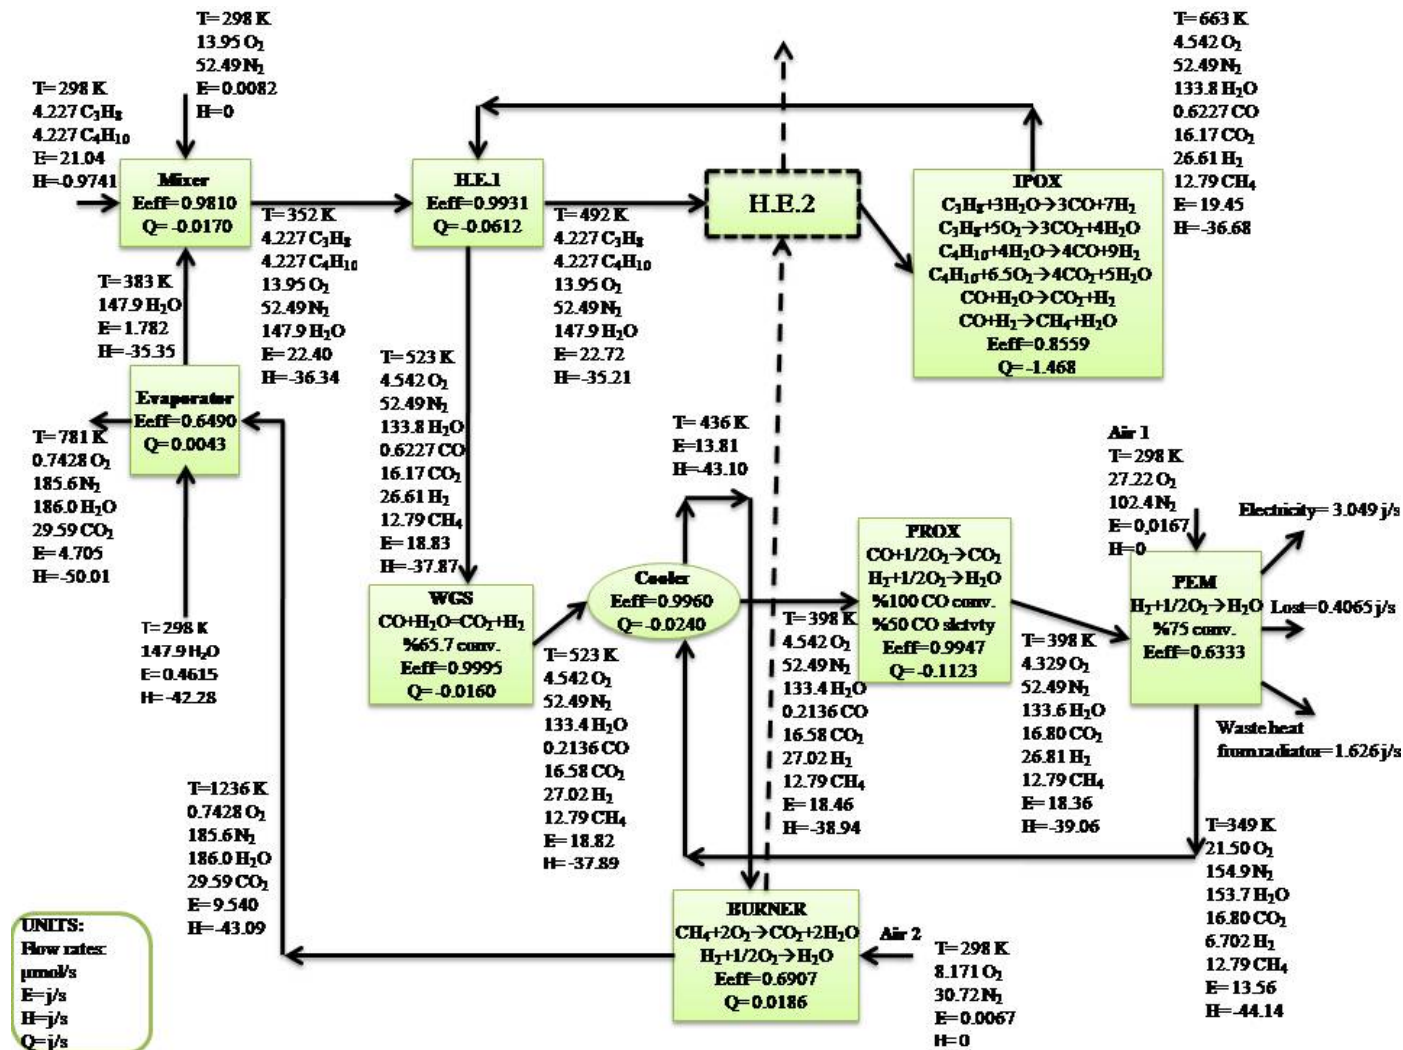 T= 298 K
13.95 O₂
52.49 N₂
E= 0.0082
H=0
T= 298 K
4.227 C₃H₈
4.227 C₄H₁₀
E= 21.04
H=-0.9741
Mixer
Eeff=0.9810
Q= -0.0170
T= 352 K
4.227 C₃H₈
4.227 C₄H₁₀
13.95 O₂
52.49 N₂
147.9 H₂O
E= 22.40
H=-36.34
H.E.1
Eeff=0.9931
Q= -0.0612
T= 492 K
4.227 C₃H₈
4.227 C₄H₁₀
13.95 O₂
52.49 N₂
147.9 H₂O
E= 22.72
H=-35.21
H.E.2
IPOX
C₃H₈+3H₂O→3CO+7H₂
C₃H₈+5O₂→3CO₂+4H₂O
C₄H₁₀+4H₂O→4CO+9H₂
C₄H₁₀+6.5O₂→4CO₂+5H₂O
CO+H₂O→CO₂+H₂
CO+H₂→CH₄+H₂O
Eeff=0.8559
Q= -1.468
T= 663 K
4.542 O₂
52.49 N₂
133.8 H₂O
0.6227 CO
16.17 CO₂
26.61 H₂
12.79 CH₄
E= 19.45
H= -36.68
T= 383 K
147.9 H₂O
E= 1.782
H= -35.35
Evaporator
Eeff=0.6490
Q= 0.0043
T= 781 K
0.7428 O₂
185.6 N₂
186.0 H₂O
29.59 CO₂
E= 4.705
H= -50.01
T= 298 K
147.9 H₂O
E= 0.4615
H= -42.28
T= 523 K
4.542 O₂
52.49 N₂
133.8 H₂O
0.6227 CO
16.17 CO₂
26.61 H₂
12.79 CH₄
E= 18.83
H= -37.87
WGS
CO+H₂O=CO₂+H₂
%65.7 conv.
Eeff=0.9995
Q= -0.0160
T= 523 K
4.542 O₂
52.49 N₂
133.4 H₂O
0.2136 CO
16.58 CO₂
27.02 H₂
12.79 CH₄
E= 18.82
H= -37.89
Cooler
Eeff=0.9960
Q= -0.0240
T= 436 K
E=13.81
H=-43.10
T= 398 K
4.542 O₂
52.49 N₂
133.4 H₂O
0.2136 CO
16.58 CO₂
27.02 H₂
12.79 CH₄
E= 18.46
H= -38.94
PROX
CO+1/2O₂→CO₂
H₂+1/2O₂→H₂O
%100 CO conv.
%50 CO slctvty
Eeff=0.9947
Q= -0.1123
T= 398 K
4.329 O₂
52.49 N₂
133.6 H₂O
16.80 CO₂
26.81 H₂
12.79 CH₄
E= 18.36
H= -39.06
Air 1
T= 298 K
27.22 O₂
102.4 N₂
E= 0,0167
H=0
PEM
H₂+1/2O₂→H₂O
%75 conv.
Eeff=0.6333
Electricity= 3.049 j/s
Lost= 0.4065 j/s
Waste heat
from radiator= 1.626 j/s
T=349 K
21.50 O₂
154.9 N₂
153.7 H₂O
16.80 CO₂
6.702 H₂
12.79 CH₄
E= 13.56
H= -44.14
BURNER
CH₄+2O₂→CO₂+2H₂O
H₂+1/2O₂→H₂O
Eeff=0.6907
Q= 0.0186
Air 2
T= 298 K
8.171 O₂
30.72 N₂
E= 0.0067
H=0
T=1236 K
0.7428 O₂
185.6 N₂
186.0 H₂O
29.59 CO₂
E= 9.540
H= -43.09
UNITS:
Flow rates:
µmol/s
E=j/s
H=j/s
Q=j/s